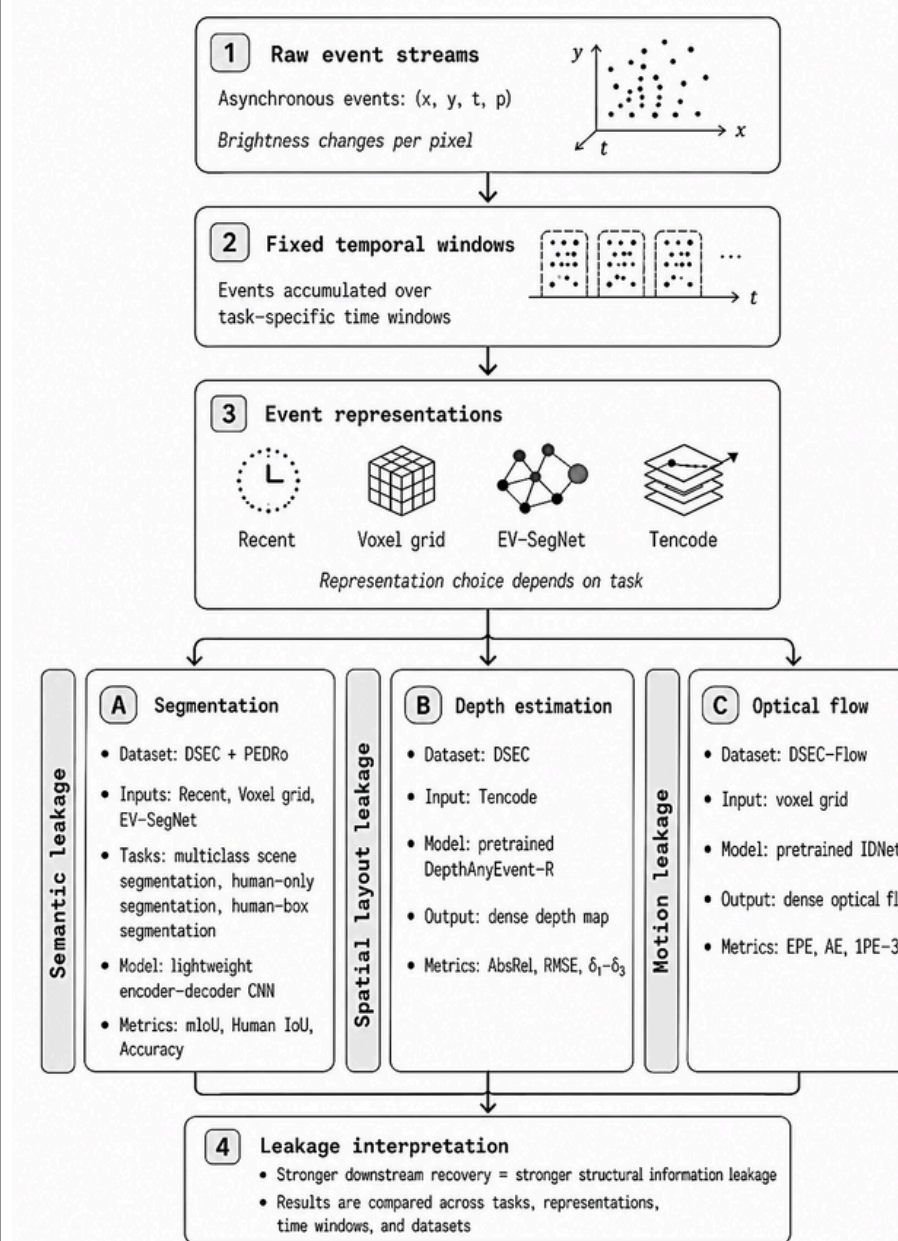 1 Raw event streams
Asynchronous events: (x, y, t, p)
Brightness changes per pixel
y
x
t
2 Fixed temporal windows
Events accumulated over
task-specific time windows
...
t
3 Event representations
Recent
Voxel grid
EV-SegNet
Tencode
Representation choice depends on task
Semantic leakage
A Segmentation
• Dataset: DSEC + PEDRo
• Inputs: Recent, Voxel grid,
EV-SegNet
• Tasks: multiclass scene
segmentation, human-only
segmentation, human-box
segmentation
• Model: lightweight
encoder-decoder CNN
• Metrics: mIoU, Human IoU,
Accuracy
Spatial layout leakage
B Depth estimation
• Dataset: DSEC
• Input: Tencode
• Model: pretrained
DepthAnyEvent-R
• Output: dense depth map
• Metrics: AbsRel, RMSE, δ₁–δ₃
Motion leakage
C Optical flow
• Dataset: DSEC-Flow
• Input: voxel grid
• Model: pretrained IDNet
• Output: dense optical fl
• Metrics: EPE, AE, 1PE-3
4 Leakage interpretation
• Stronger downstream recovery = stronger structural information leakage
• Results are compared across tasks, representations,
time windows, and datasets